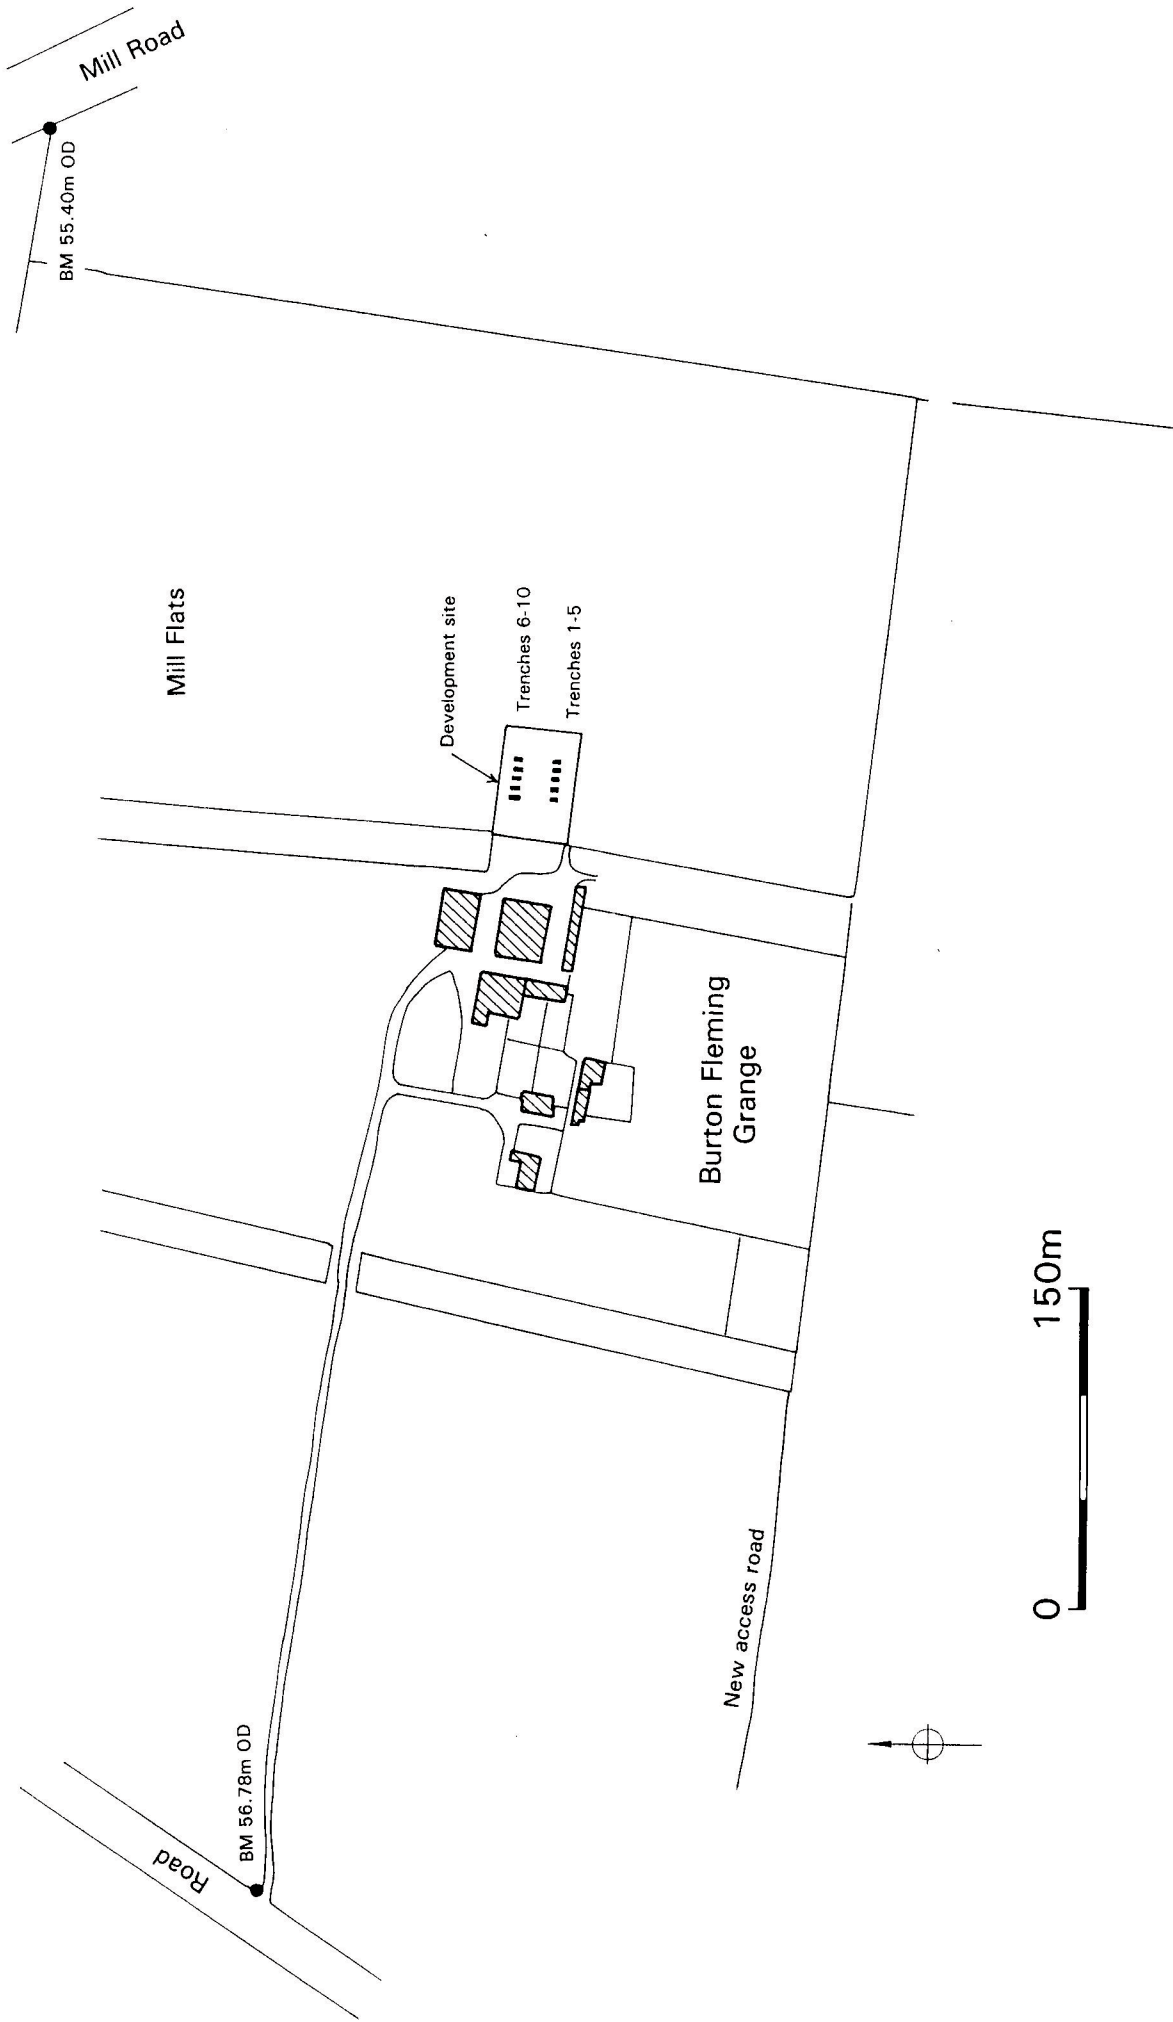 Mill Road
BM 55.40m OD
Mill Flats
Development site
Trenches 6-10
Trenches 1-5
Burton Fleming
Grange
Road
BM 56.78m OD
New access road
0
150m